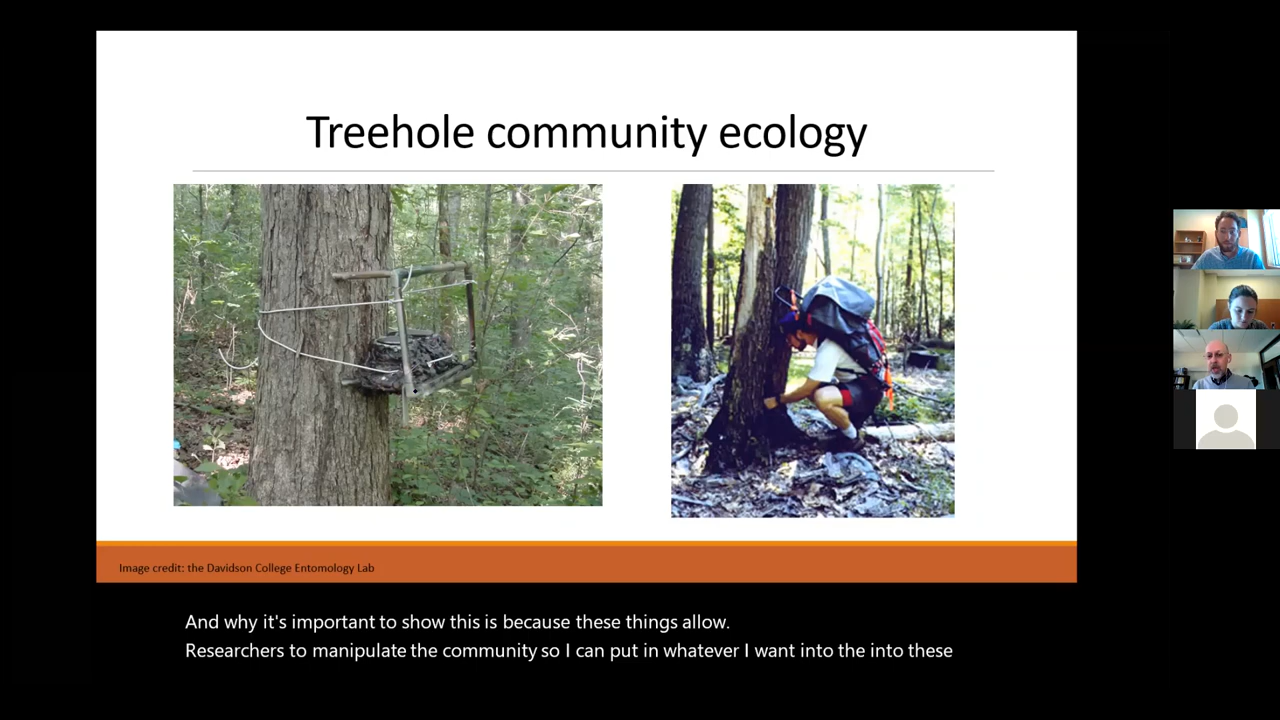 Treehole community ecology
Image credit: the Davidson College Entomology Lab
And why it's important to show this is because these things allow.
Researchers to manipulate the community so I can put in whatever I want into the into these